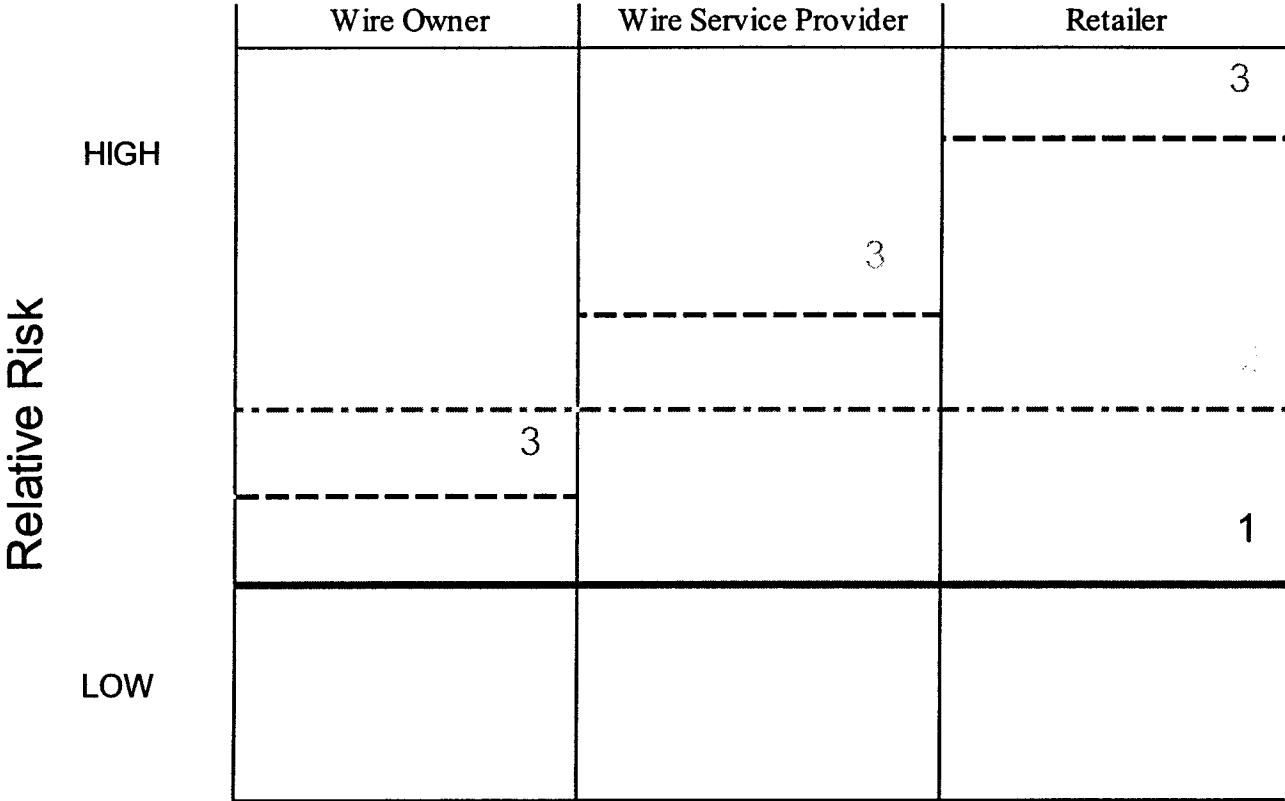 Wire Owner
Wire Service Provider
Retailer
3
HIGH
3
Relative Risk
3
1
LOW